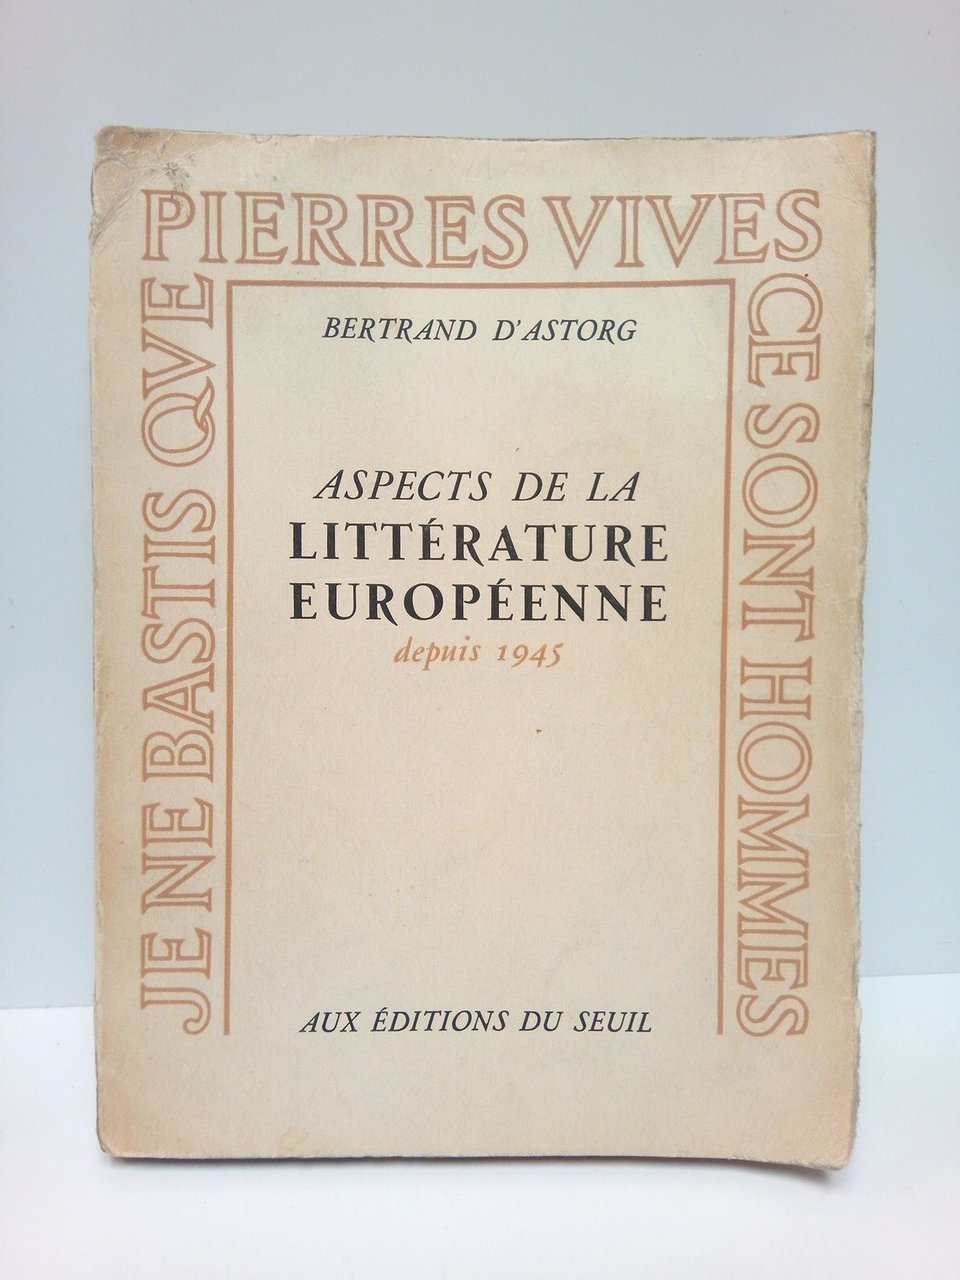 JE NE BASTIS QVE
PIERRES VIVES
CE SONT HOMMES
BERTRAND D'ASTORG
ASPECTS DE LA
LITTÉRATURE
EUROPÉENNE
depuis 1945
AUX ÉDITIONS DU SEUIL